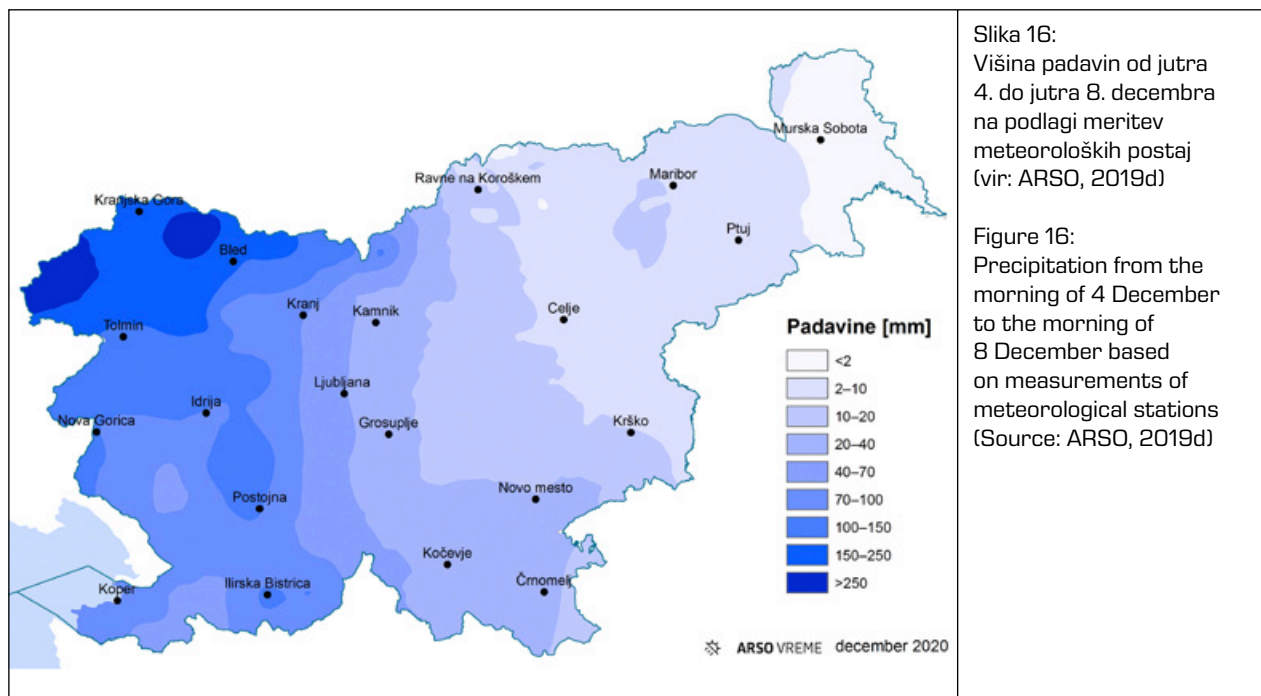 Murska Sobota
Ravne na Koroškem
Maribor
Kranjska Gora
Ptuj
Bled
Kranj
Kamnik
Celje
Tolmin
Ljubljana
Idrija
Nova Gorica
Grosuplje
Krško
Postojna
Novo mesto
Kočevje
Koper
Ilirska Bistrica
Črnomelj
Padavine [mm]
<2
2–10
10–20
20–40
40–70
70–100
100–150
150–250
>250
ARSO VREME december 2020
Slika 16:
Višina padavin od jutra
4. do jutra 8. decembra
na podlagi meritev
meteoroloških postaj
(vir: ARSO, 2019d)
Figure 16:
Precipitation from the
morning of 4 December
to the morning of
8 December based
on measurements of
meteorological stations
(Source: ARSO, 2019d)